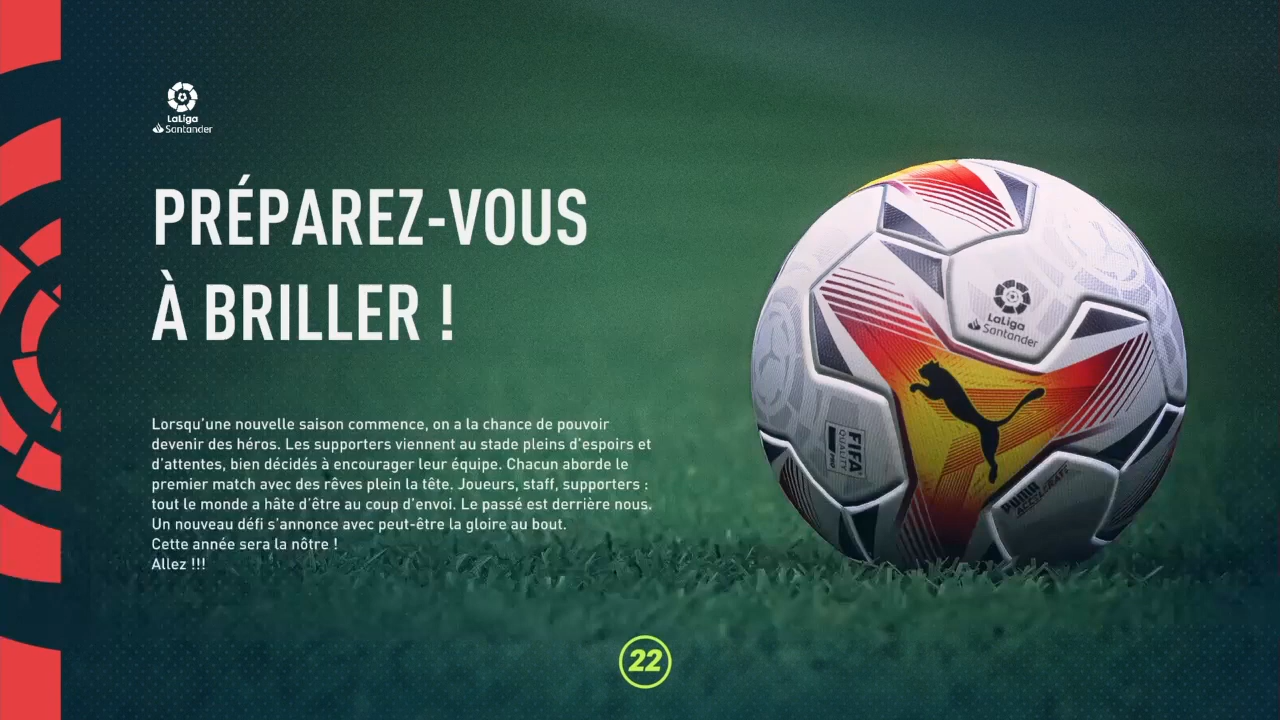 LaLiga
Santander
PRÉPAREZ-VOUS
À BRILLER !
Lorsqu'une nouvelle saison commence, on a la chance de pouvoir
devenir des héros. Les supporters viennent au stade pleins d'espoirs et
d'attentes, bien décidés à encourager leur équipe. Chacun aborde le
premier match avec des rêves plein la tête. Joueurs, staff, supporters :
tout le monde a hâte d'être au coup d'envoi. Le passé est derrière nous.
Un nouveau défi s'annonce avec peut-être la gloire au bout.
Cette année sera la nôtre !
Allez !!!
LaLiga
Santander
FIFA
QUALITY
PRO
PUMA
ACCELERATE
22